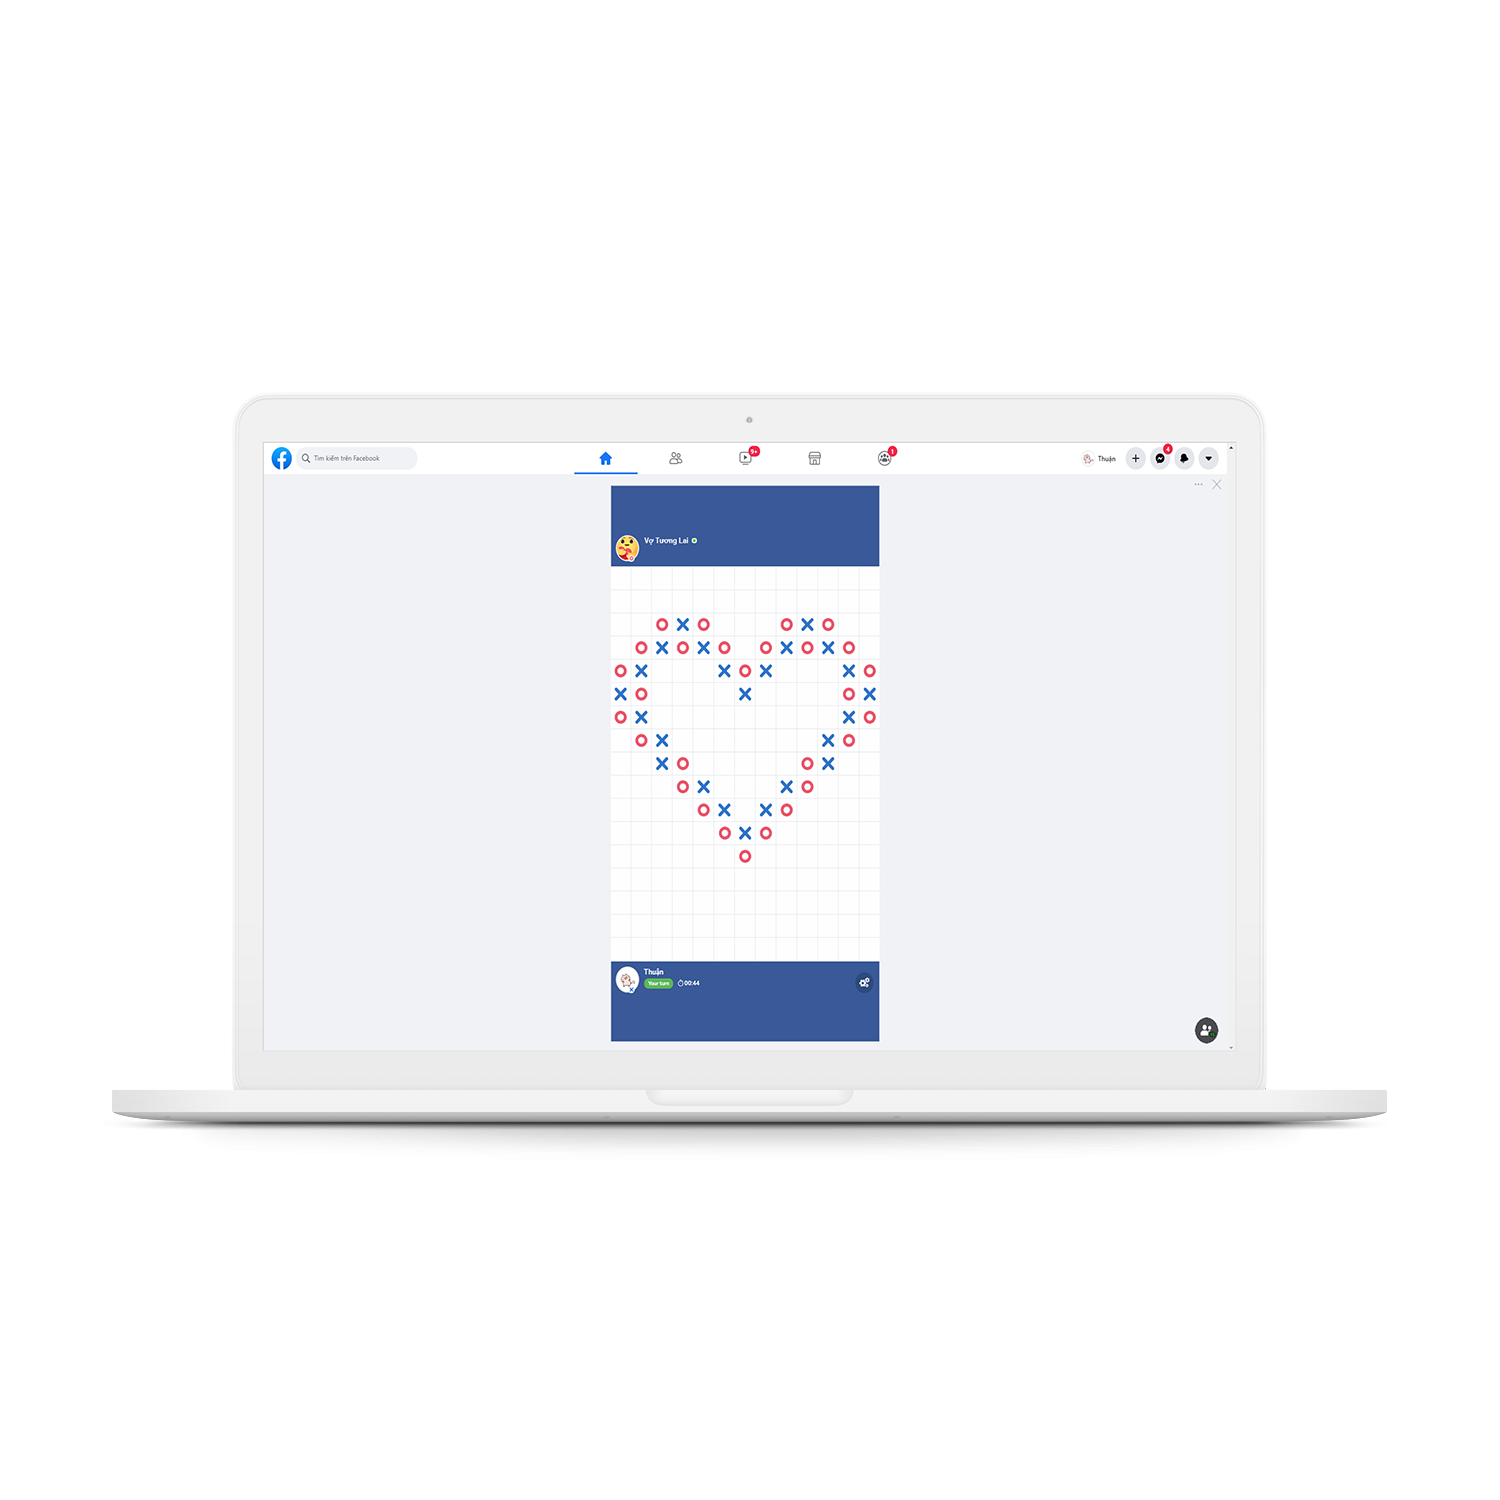 Tìm kiếm trên Facebook
9+
1
Thuận
4
Vợ Tương Lai
Thuận
Your turn
00:44